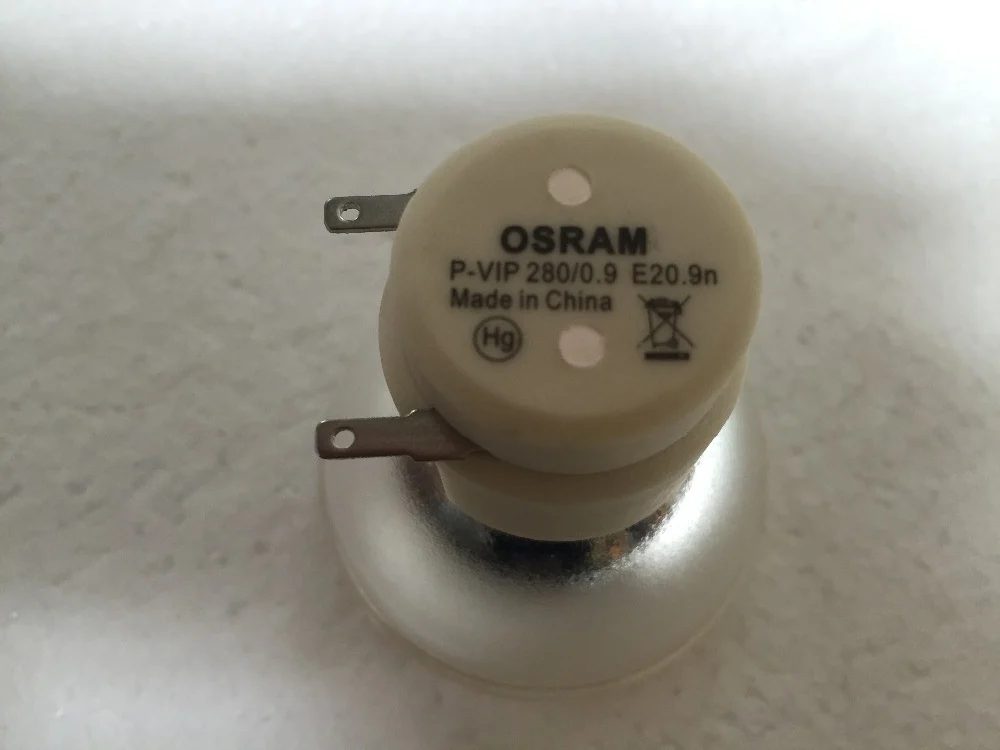 OSRAM
P-VIP 280/0.9 E20.9n
Made in China
Hg